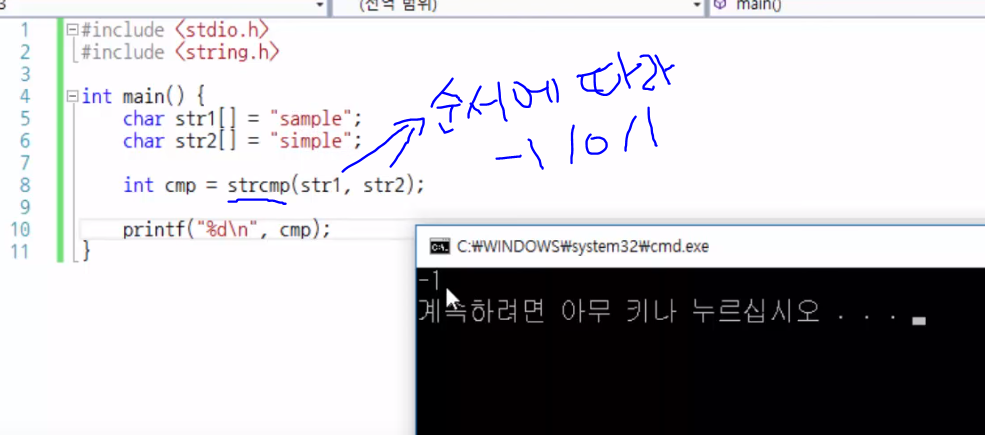 (전역 범위)
main()
1 #include <stdio.h>
2 #include <string.h>
3
4 int main() {
5 char str1[] = "sample";
6 char str2[] = "simple";
7
8 int cmp = strcmp(str1, str2);
9
10 printf("%d\n", cmp);
11 }
순서에 따라
-1 / 0 / 1
C:₩WINDOWS₩system32₩cmd.exe
-1
계속하려면 아무 키나 누르십시오 . . .